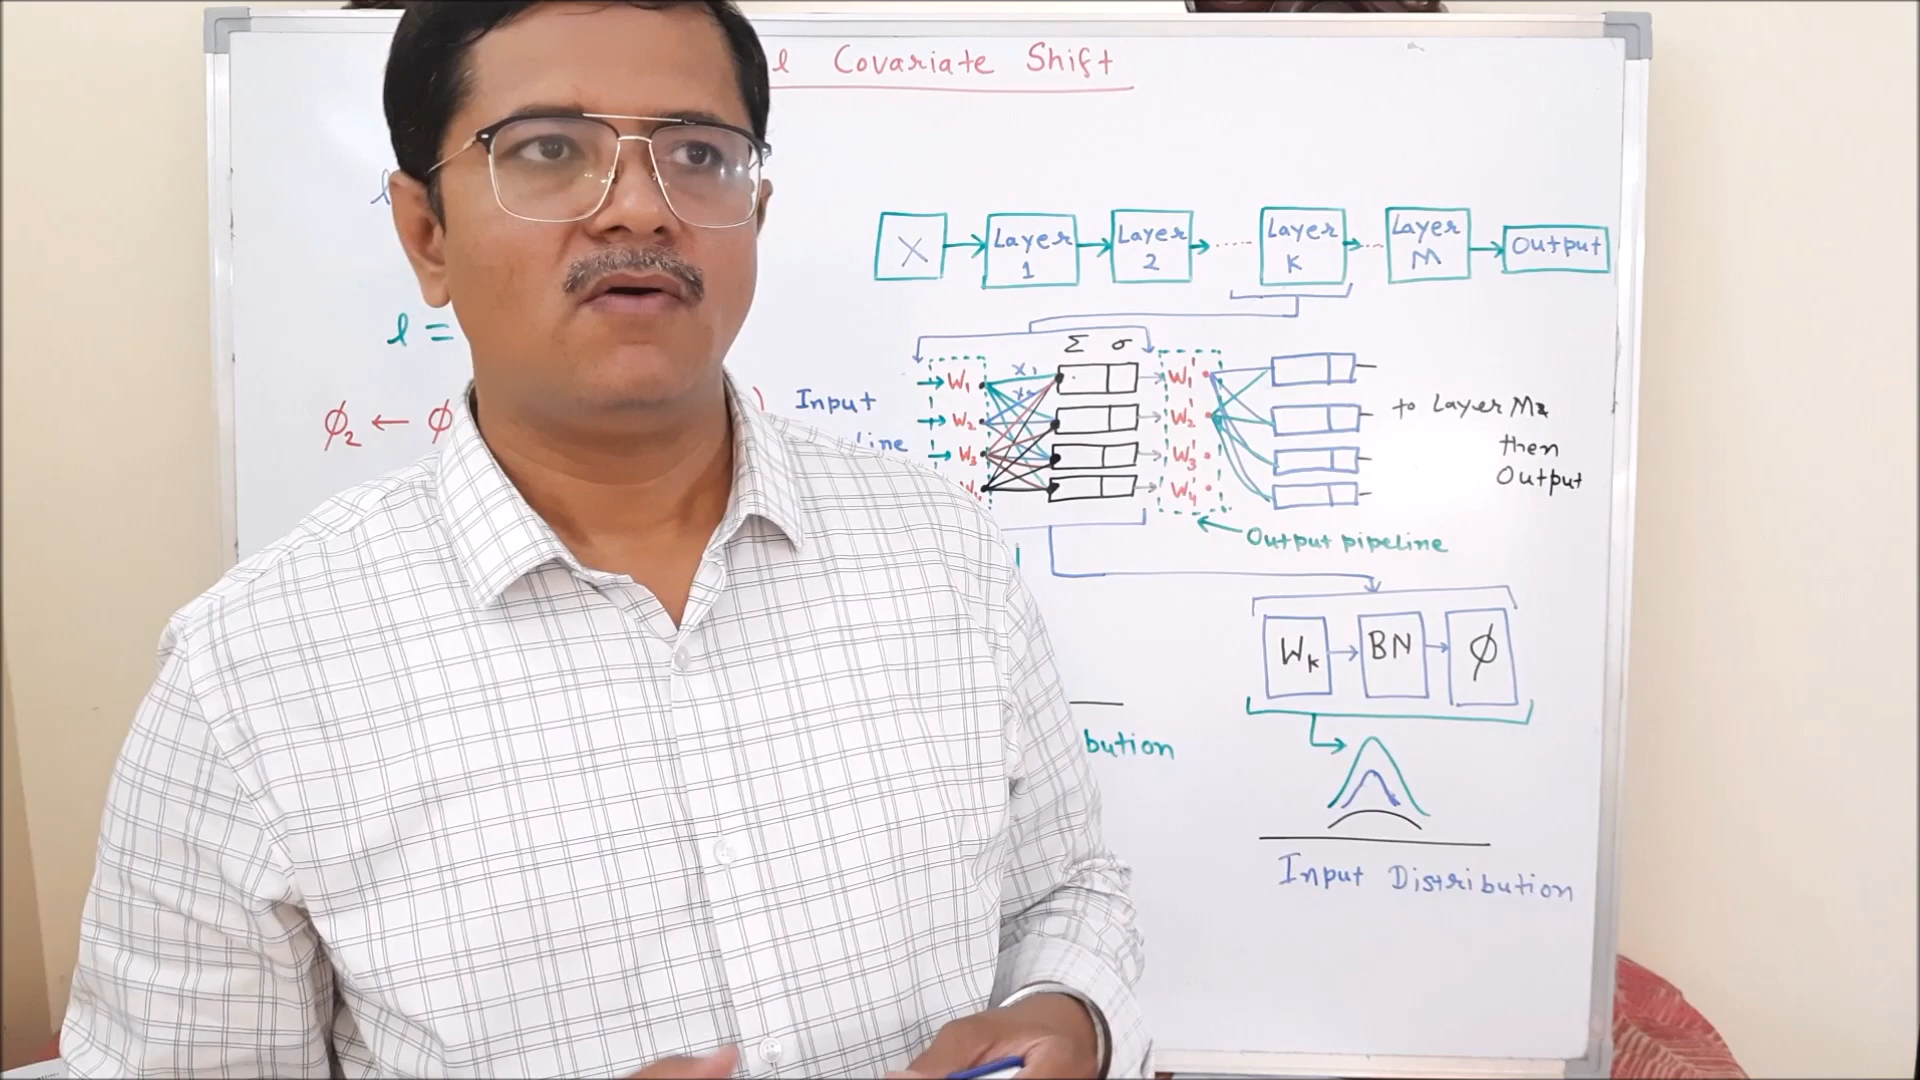 l Covariate Shift
l
X Layer 1 Layer 2 ...... Layer K ... Layer M Output
l =
Σ σ
ϕ₂ ← ϕ ) Input
line
W₁ X₁
W₂
W₃
W₁'
W₂'
W₃'
W₄'
to Layer M
then
Output
Output pipeline
Wₖ BN ϕ
bution
Input Distribution